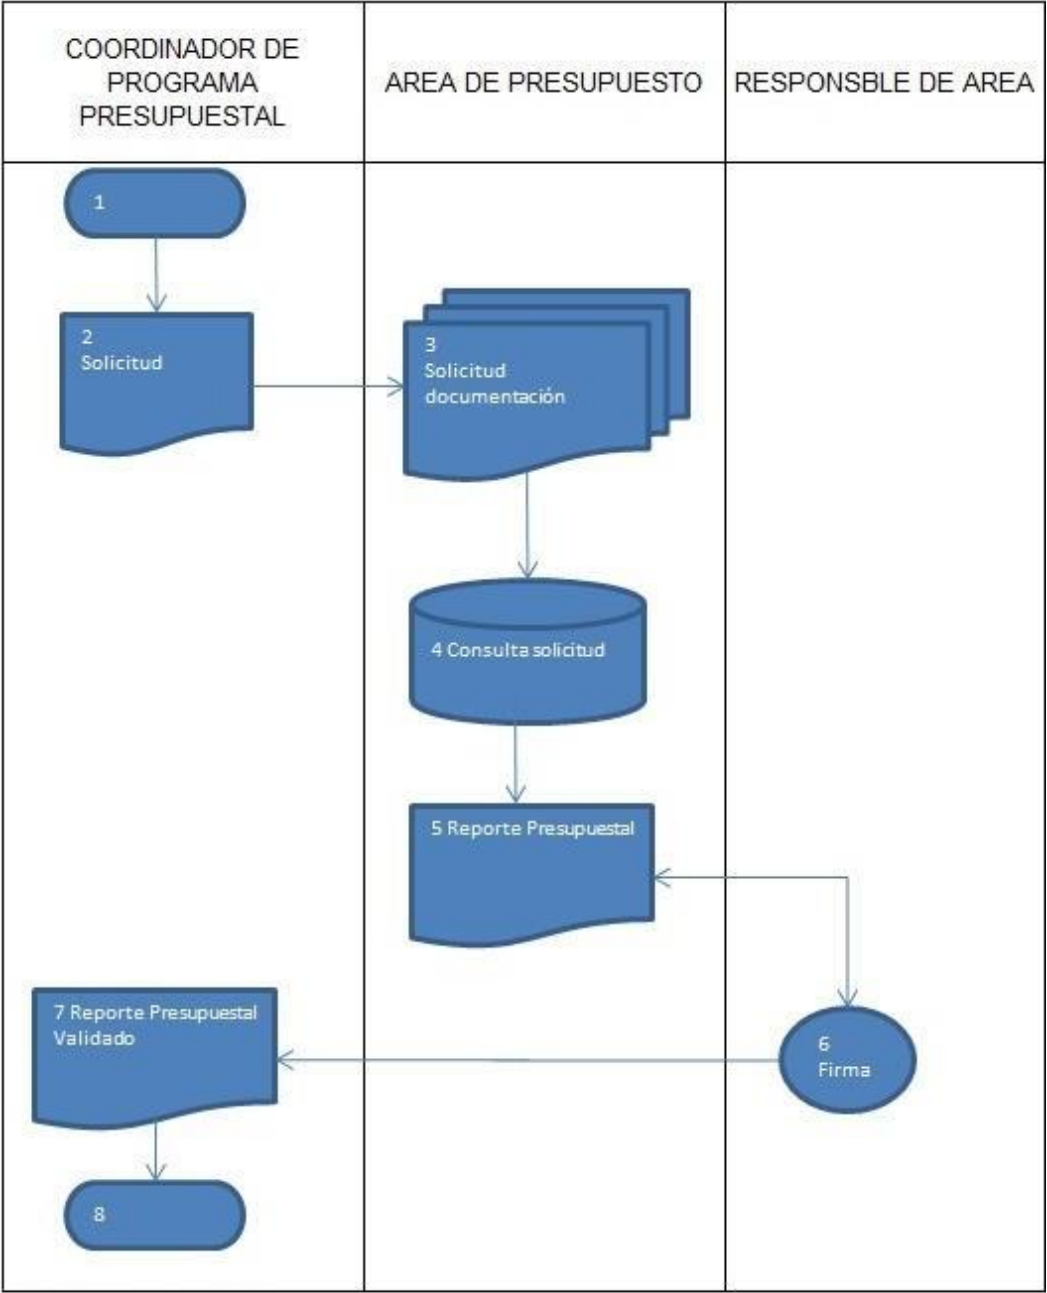 COORDINADOR DE
PROGRAMA
PRESUPUESTAL
AREA DE PRESUPUESTO
RESPONSBLE DE AREA
1
2
Solicitud
3
Solicitud
documentación
4 Consulta solicitud
5 Reporte Presupuestal
6
Firma
7 Reporte Presupuestal
Validado
8